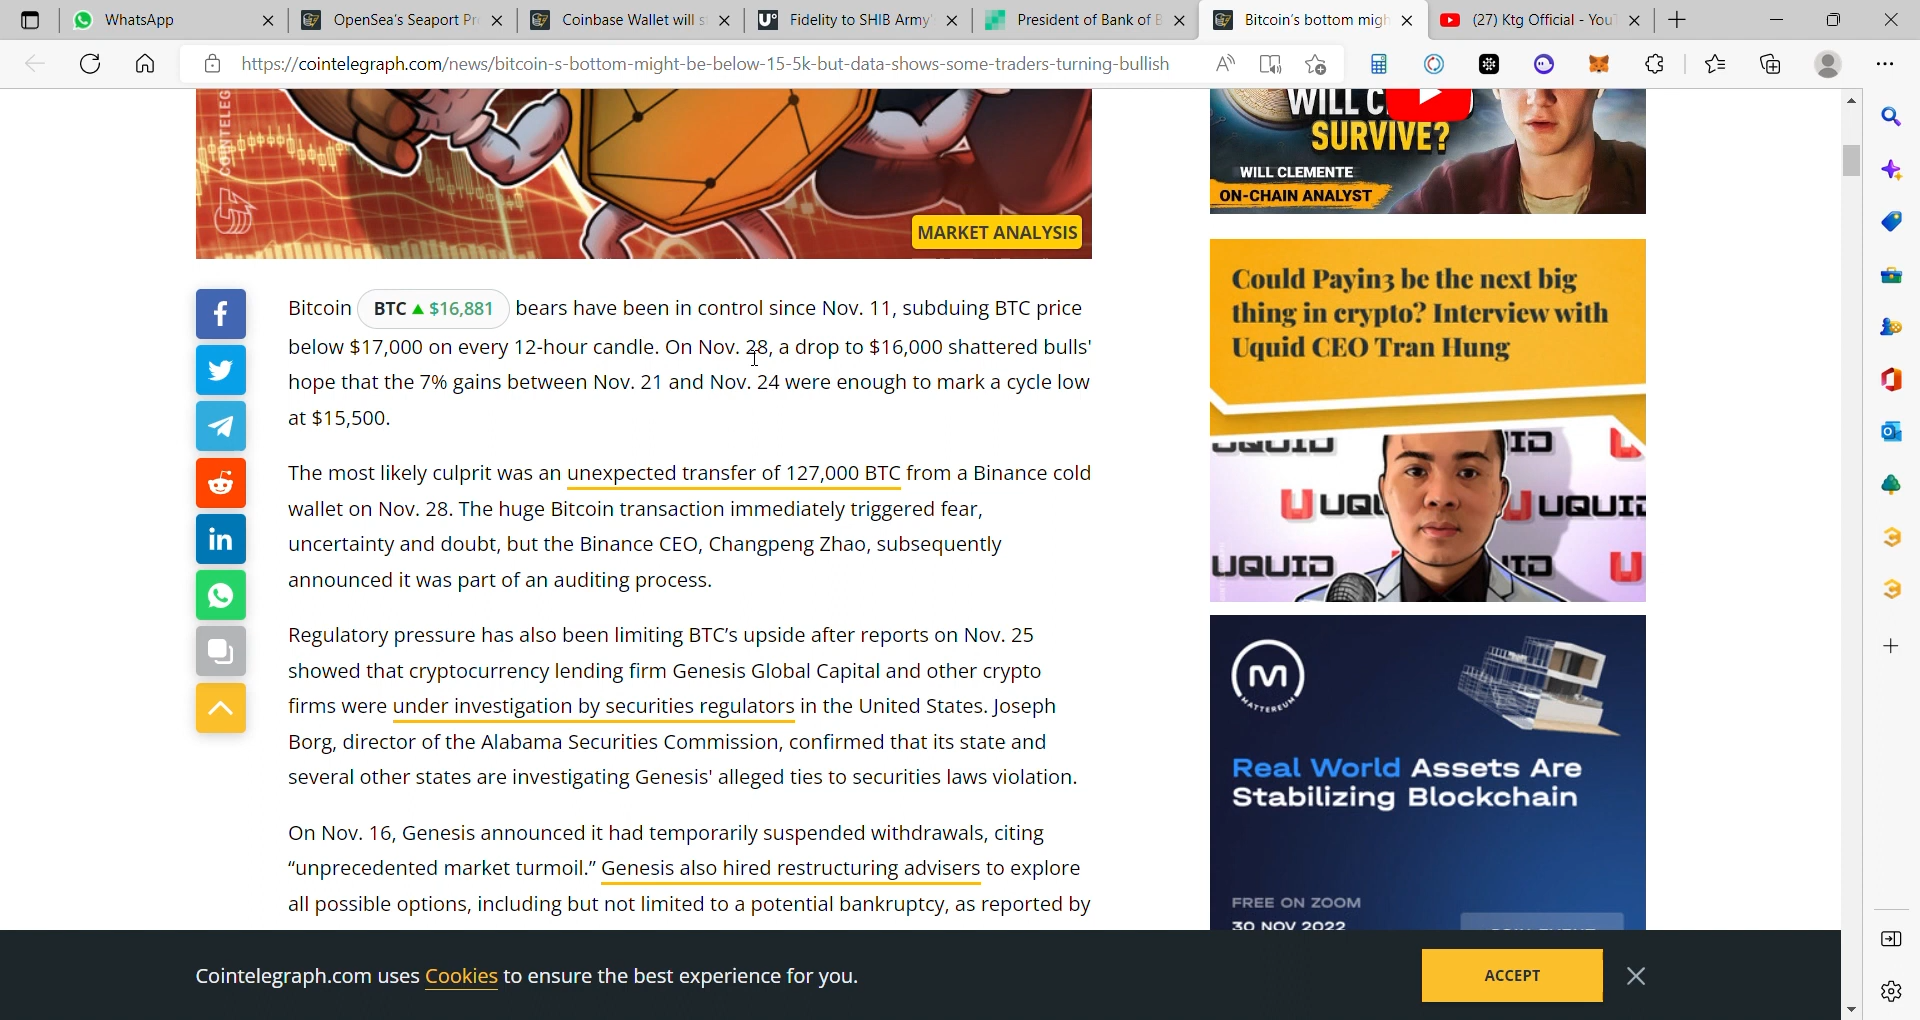 WhatsApp
OpenSea's Seaport Pr
Coinbase Wallet will s
Fidelity to SHIB Army'
President of Bank of E
Bitcoin's bottom migh
(27) Ktg Official - You
https://cointelegraph.com/news/bitcoin-s-bottom-might-be-below-15-5k-but-data-shows-some-traders-turning-bullish
COINTELEG
MARKET ANALYSIS
Bitcoin BTC ▲ $16,881 bears have been in control since Nov. 11, subduing BTC price
below $17,000 on every 12-hour candle. On Nov. 28, a drop to $16,000 shattered bulls'
hope that the 7% gains between Nov. 21 and Nov. 24 were enough to mark a cycle low
at $15,500.
The most likely culprit was an unexpected transfer of 127,000 BTC from a Binance cold
wallet on Nov. 28. The huge Bitcoin transaction immediately triggered fear,
uncertainty and doubt, but the Binance CEO, Changpeng Zhao, subsequently
announced it was part of an auditing process.
Regulatory pressure has also been limiting BTC's upside after reports on Nov. 25
showed that cryptocurrency lending firm Genesis Global Capital and other crypto
firms were under investigation by securities regulators in the United States. Joseph
Borg, director of the Alabama Securities Commission, confirmed that its state and
several other states are investigating Genesis' alleged ties to securities laws violation.
On Nov. 16, Genesis announced it had temporarily suspended withdrawals, citing
“unprecedented market turmoil.” Genesis also hired restructuring advisers to explore
all possible options, including but not limited to a potential bankruptcy, as reported by
WILL C
SURVIVE?
WILL CLEMENTE
ON-CHAIN ANALYST
Could Payin3 be the next big
thing in crypto? Interview with
Uquid CEO Tran Hung
UQUID
UUQUID
UQUID
MATTEREUM
Real World Assets Are
Stabilizing Blockchain
FREE ON ZOOM
30 NOV 2022
Cointelegraph.com uses Cookies to ensure the best experience for you.
ACCEPT